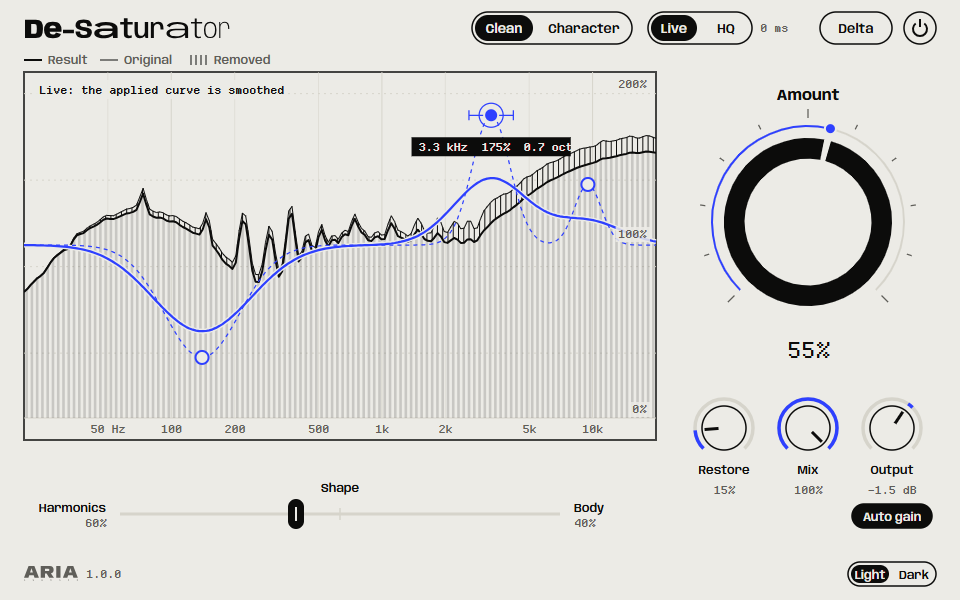 De-Saturator
Clean Character
Live HQ 0 ms
Delta
Result Original Removed
Live: the applied curve is smoothed
200%
3.3 kHz 175% 0.7 oct
100%
0%
50 Hz 100 200 500 1k 2k 5k 10k
Amount
55%
Restore Mix Output
15% 100% -1.5 dB
Auto gain
Shape
Harmonics Body
60% 40%
ARIA 1.0.0
Light Dark